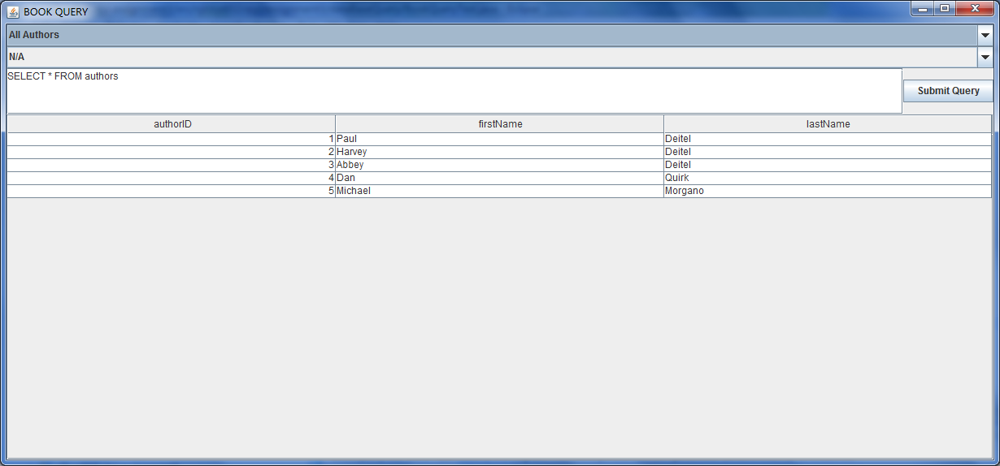 BOOK QUERY
All Authors
N/A
SELECT * FROM authors
Submit Query
authorID firstName lastName
1 Paul Deitel
2 Harvey Deitel
3 Abbey Deitel
4 Dan Quirk
5 Michael Morgano